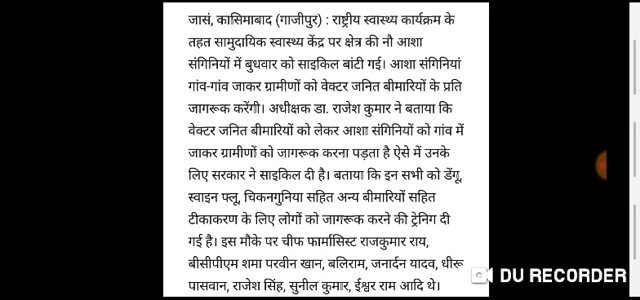 जासं, कासिमाबाद (गाजीपुर) : राष्ट्रीय स्वास्थ्य कार्यक्रम के
तहत सामुदायिक स्वास्थ्य केंद्र पर क्षेत्र की नौ आशा
संगिनियों में बुधवार को साइकिल बांटी गई। आशा संगिनियां
गांव-गांव जाकर ग्रामीणों को वेक्टर जनित बीमारियों के प्रति
जागरूक करेंगी। अधीक्षक डा. राजेश कुमार ने बताया कि
वेक्टर जनित बीमारियों को लेकर आशा संगिनियों को गांव में
जाकर ग्रामीणों को जागरूक करना पड़ता है ऐसे में उनके
लिए सरकार ने साइकिल दी है। बताया कि इन सभी को डेंगू,
स्वाइन फ्लू, चिकनगुनिया सहित अन्य बीमारियों सहित
टीकाकरण के लिए लोगों को जागरूक करने की ट्रेनिग दी
गई है। इस मौके पर चीफ फार्मासिस्ट राजकुमार राय,
बीसीपीएम शमा परवीन खान, बलिराम, जनार्दन यादव, धीरू
पासवान, राजेश सिंह, सुनील कुमार, ईश्वर राम आदि थे।
DU RECORDER